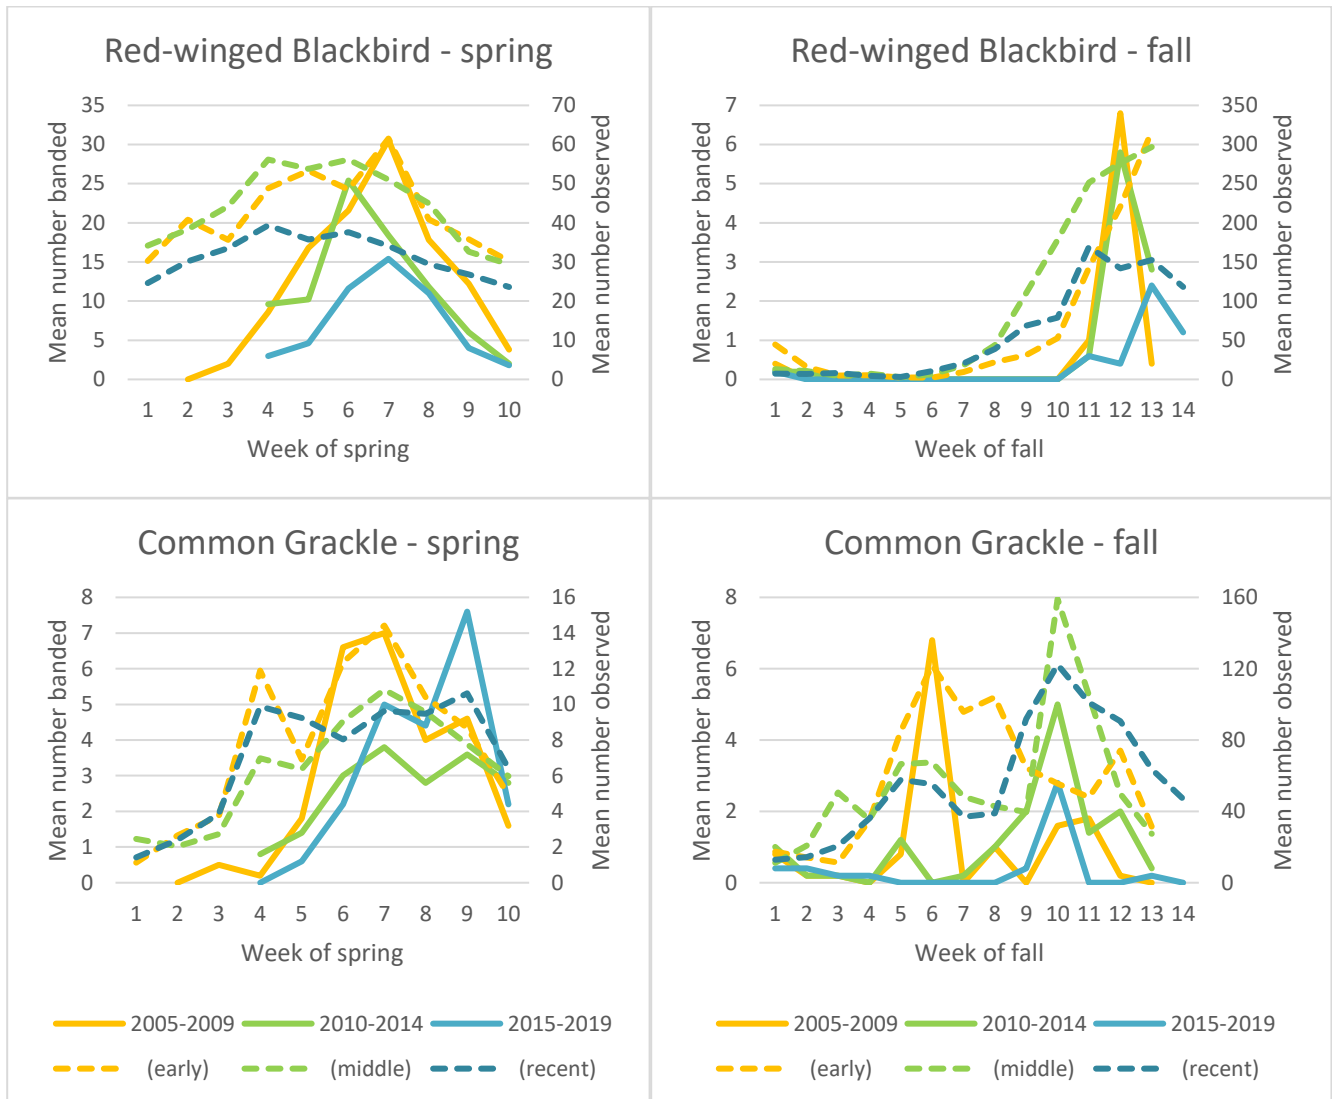 Red-winged Blackbird - spring
Mean number banded
35
30
25
20
15
10
5
0
70
60
50
40
30
20
10
0
Mean number observed
1 2 3 4 5 6 7 8 9 10
Week of spring
Red-winged Blackbird - fall
Mean number banded
7
6
5
4
3
2
1
0
350
300
250
200
150
100
50
0
Mean number observed
1 2 3 4 5 6 7 8 9 10 11 12 13 14
Week of fall
Common Grackle - spring
Mean number banded
8
7
6
5
4
3
2
1
0
16
14
12
10
8
6
4
2
0
Mean number observed
1 2 3 4 5 6 7 8 9 10
Week of spring
2005-2009 2010-2014 2015-2019
(early) (middle) (recent)
Common Grackle - fall
Mean number banded
8
6
4
2
0
160
120
80
40
0
Mean number observed
1 2 3 4 5 6 7 8 9 10 11 12 13 14
Week of fall
2005-2009 2010-2014 2015-2019
(early) (middle) (recent)